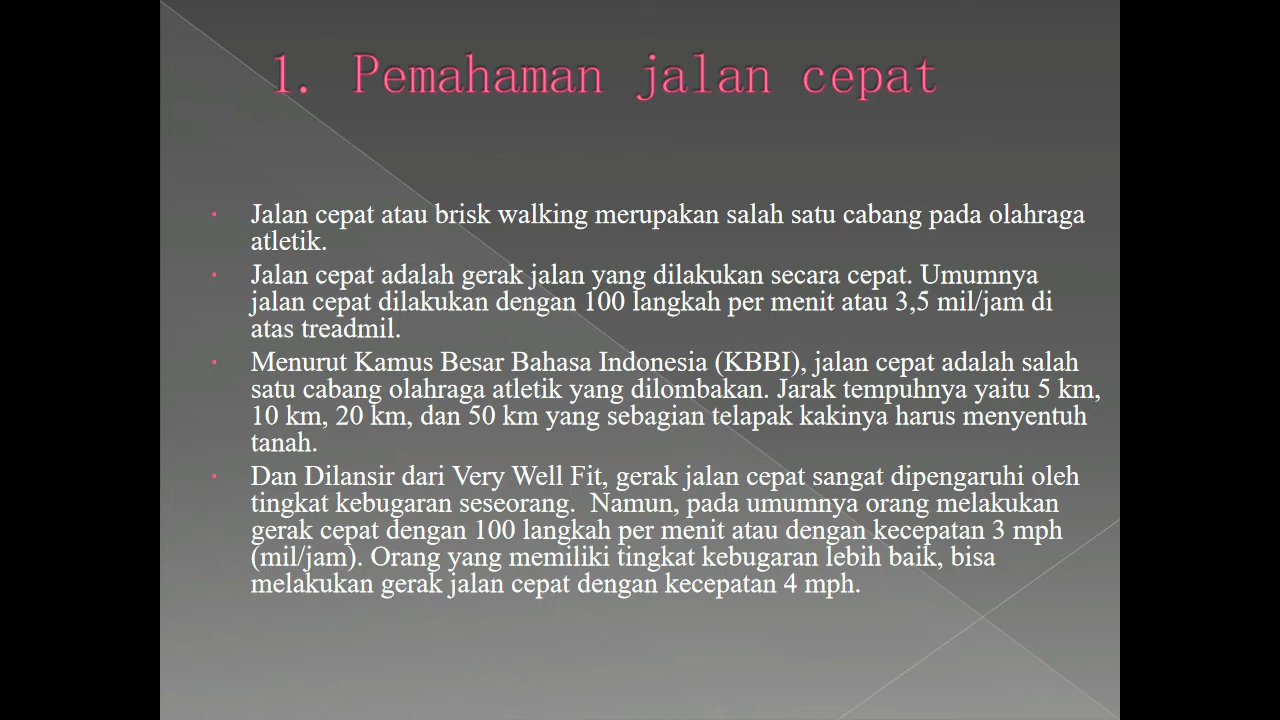 1. Pemahaman jalan cepat
Jalan cepat atau brisk walking merupakan salah satu cabang pada olahraga
atletik.
Jalan cepat adalah gerak jalan yang dilakukan secara cepat. Umumnya
jalan cepat dilakukan dengan 100 langkah per menit atau 3,5 mil/jam di
atas treadmil.
Menurut Kamus Besar Bahasa Indonesia (KBBI), jalan cepat adalah salah
satu cabang olahraga atletik yang dilombakan. Jarak tempuhnya yaitu 5 km,
10 km, 20 km, dan 50 km yang sebagian telapak kakinya harus menyentuh
tanah.
Dan Dilansir dari Very Well Fit, gerak jalan cepat sangat dipengaruhi oleh
tingkat kebugaran seseorang.  Namun, pada umumnya orang melakukan
gerak cepat dengan 100 langkah per menit atau dengan kecepatan 3 mph
(mil/jam). Orang yang memiliki tingkat kebugaran lebih baik, bisa
melakukan gerak jalan cepat dengan kecepatan 4 mph.